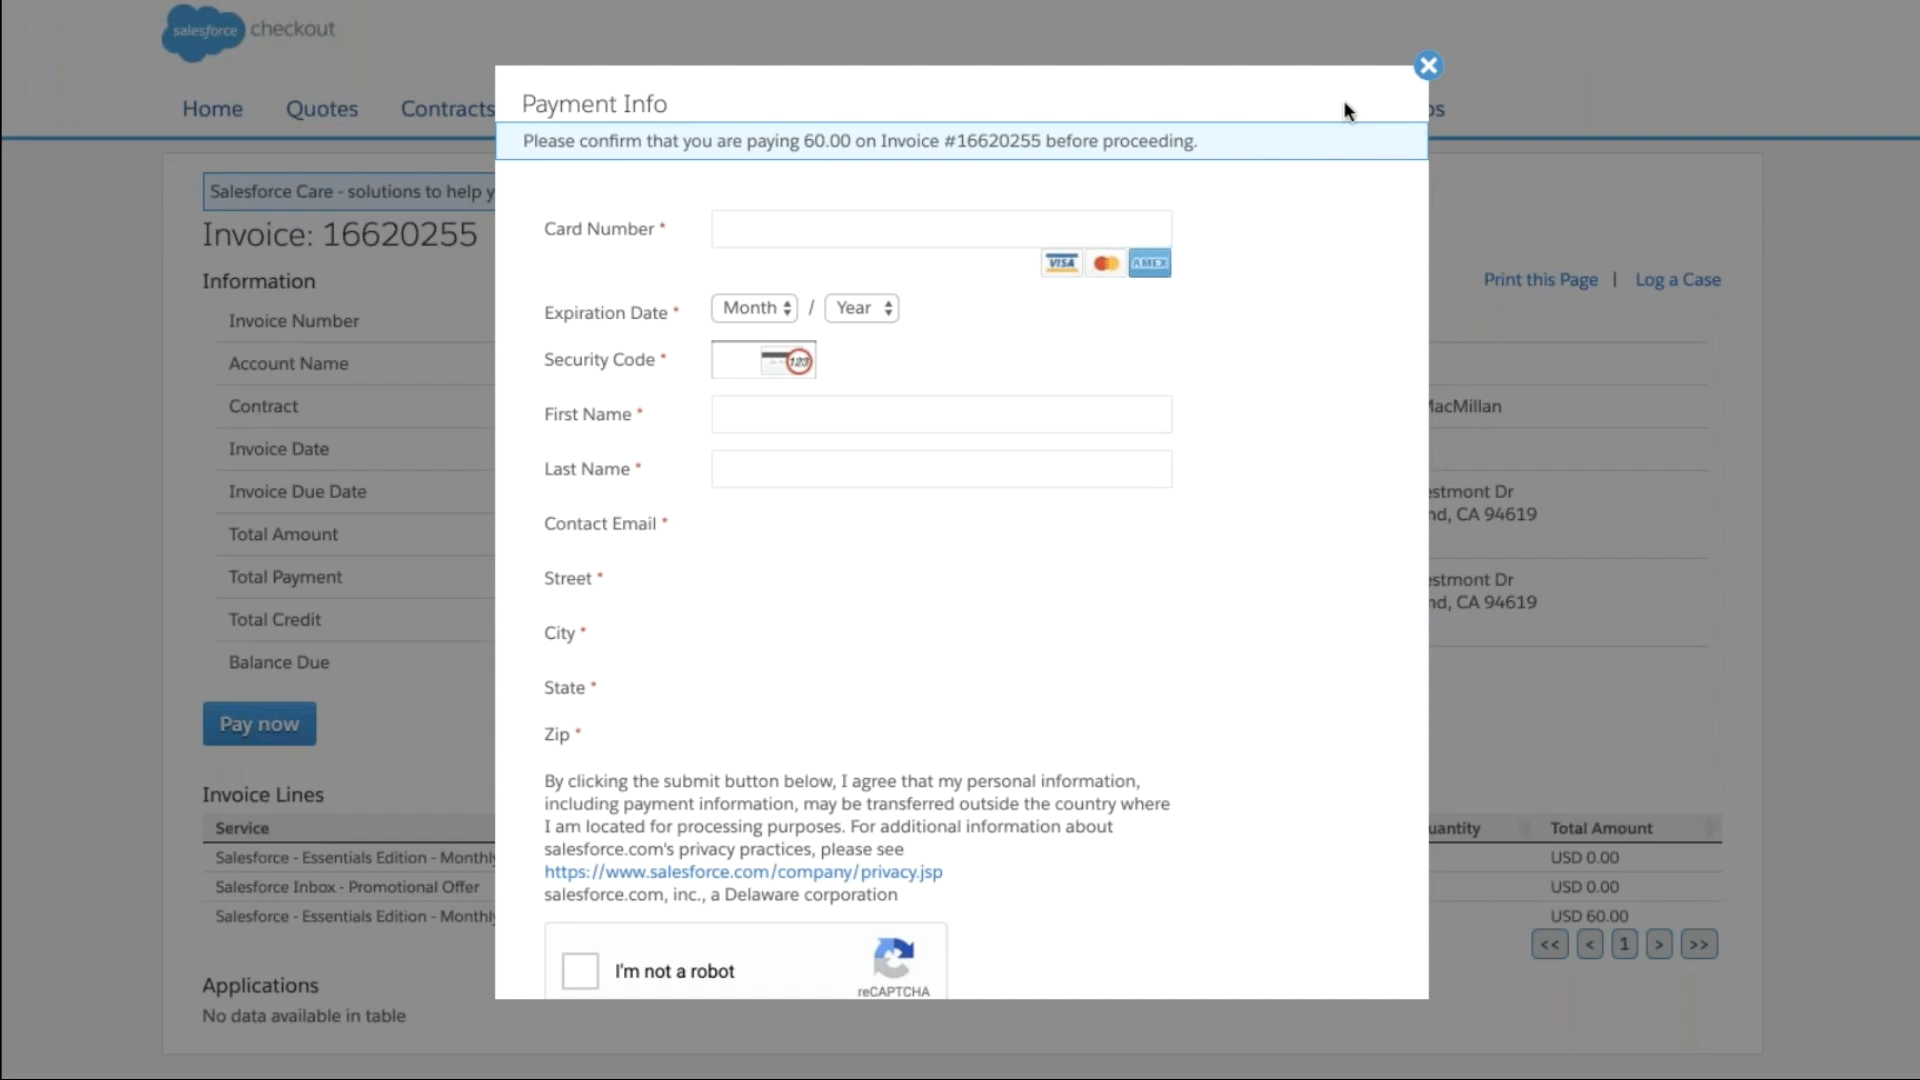 salesforce checkout
Home Quotes Contracts
Payment Info
Please confirm that you are paying 60.00 on Invoice #16620255 before proceeding.
Salesforce Care - solutions to help
Invoice: 16620255
Print this Page | Log a Case
Information
Invoice Number
Account Name
Contract
MacMillan
Invoice Date
Invoice Due Date
Total Amount
Total Payment
Total Credit
Balance Due
estmont Dr
nd, CA 94619
estmont Dr
nd, CA 94619
Pay now
Card Number *
VISA AMEX
Expiration Date * Month / Year
Security Code * 123
First Name *
Last Name *
Contact Email *
Street *
City *
State *
Zip *
By clicking the submit button below, I agree that my personal information,
including payment information, may be transferred outside the country where
I am located for processing purposes. For additional information about
salesforce.com's privacy practices, please see
https://www.salesforce.com/company/privacy.jsp
salesforce.com, inc., a Delaware corporation
I'm not a robot
reCAPTCHA
Invoice Lines
Service uantity Total Amount
Salesforce - Essentials Edition - Monthly USD 0.00
Salesforce Inbox - Promotional Offer USD 0.00
Salesforce - Essentials Edition - Monthly USD 60.00
<< < 1 > >>
Applications
No data available in table